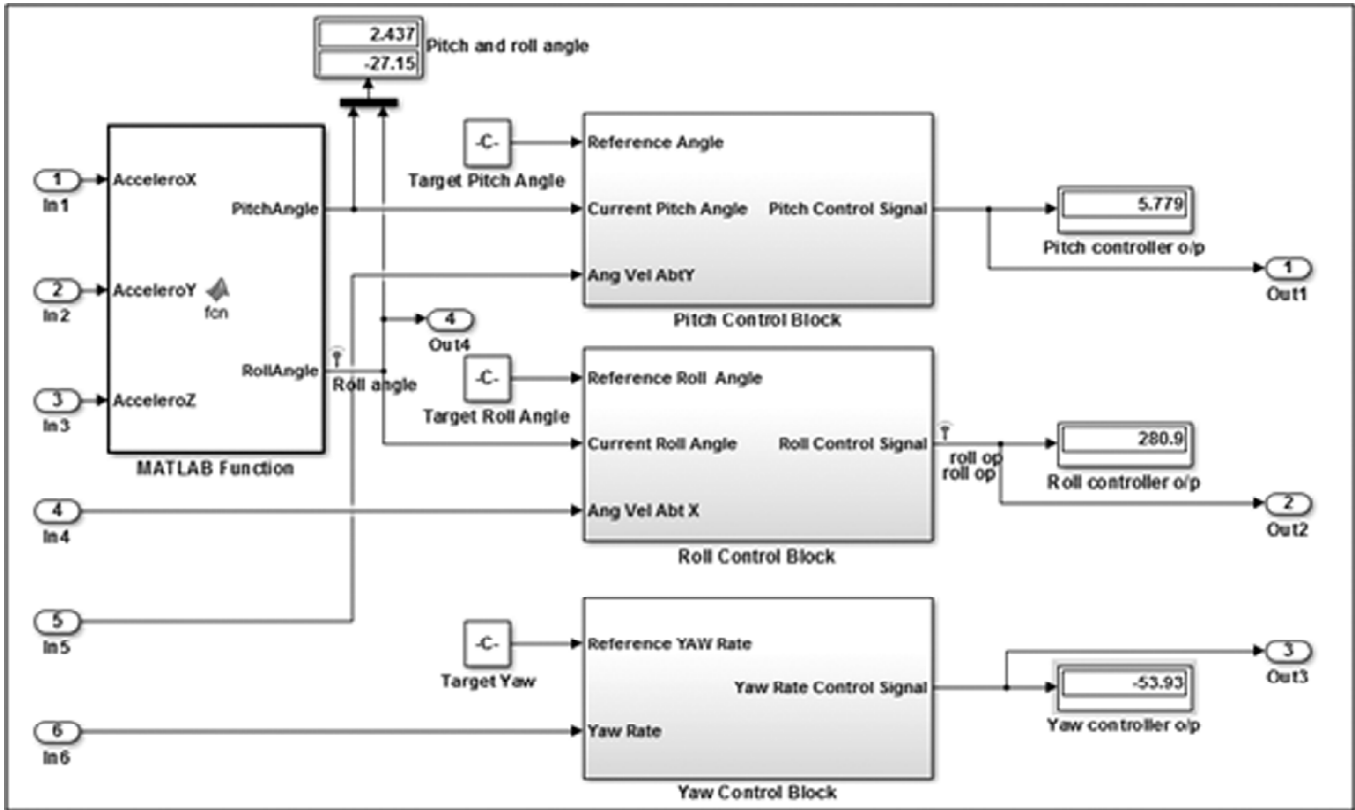 2.437
-27.15
Pitch and roll angle
AcceleroX
AcceleroY
AcceleroZ
PitchAngle
RollAngle
fcn
MATLAB Function
1
In1
2
In2
3
In3
4
In4
5
In5
6
In6
-C-
Target Pitch Angle
Reference Angle
Current Pitch Angle
Ang Vel AbtY
Pitch Control Signal
Pitch Control Block
5.779
Pitch controller o/p
1
Out1
4
Out4
Roll angle
-C-
Target Roll Angle
Reference Roll Angle
Current Roll Angle
Ang Vel Abt X
Roll Control Signal
Roll Control Block
roll op
roll op
280.9
Roll controller o/p
2
Out2
-C-
Target Yaw
Reference YAW Rate
Yaw Rate
Yaw Rate Control Signal
Yaw Control Block
3
Out3
-53.93
Yaw controller o/p